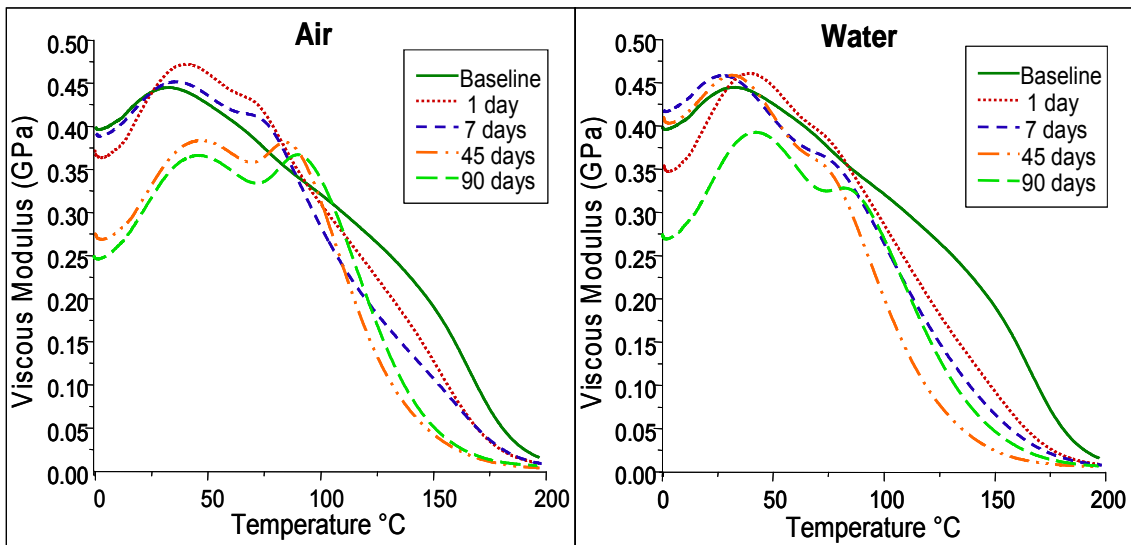 Air
Viscous Modulus (GPa)
0.50
0.45
0.40
0.35
0.30
0.25
0.20
0.15
0.10
0.05
0.00
Baseline
1 day
7 days
45 days
90 days
0 50 100 150 200
Temperature °C
Water
Viscous Modulus (GPa)
0.50
0.45
0.40
0.35
0.30
0.25
0.20
0.15
0.10
0.05
0.00
Baseline
1 day
7 days
45 days
90 days
0 50 100 150 200
Temperature °C